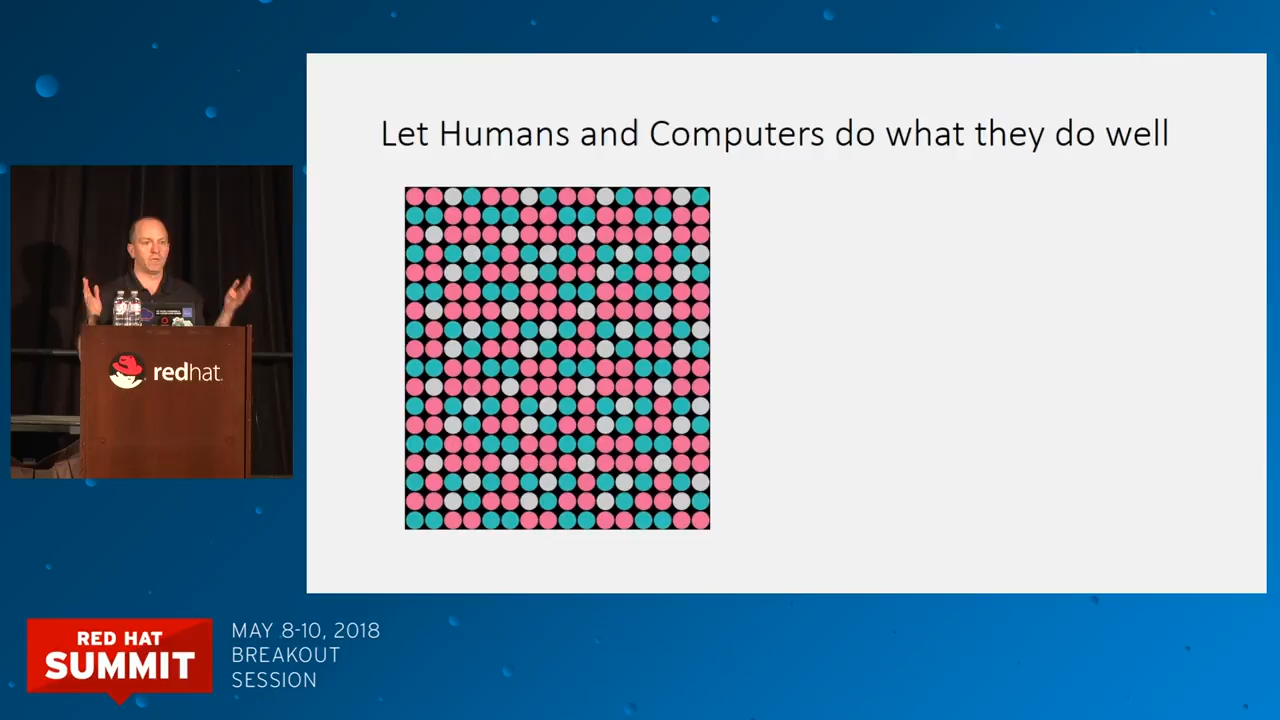 Let Humans and Computers do what they do well
redhat.
RED HAT
SUMMIT
MAY 8-10, 2018
BREAKOUT
SESSION